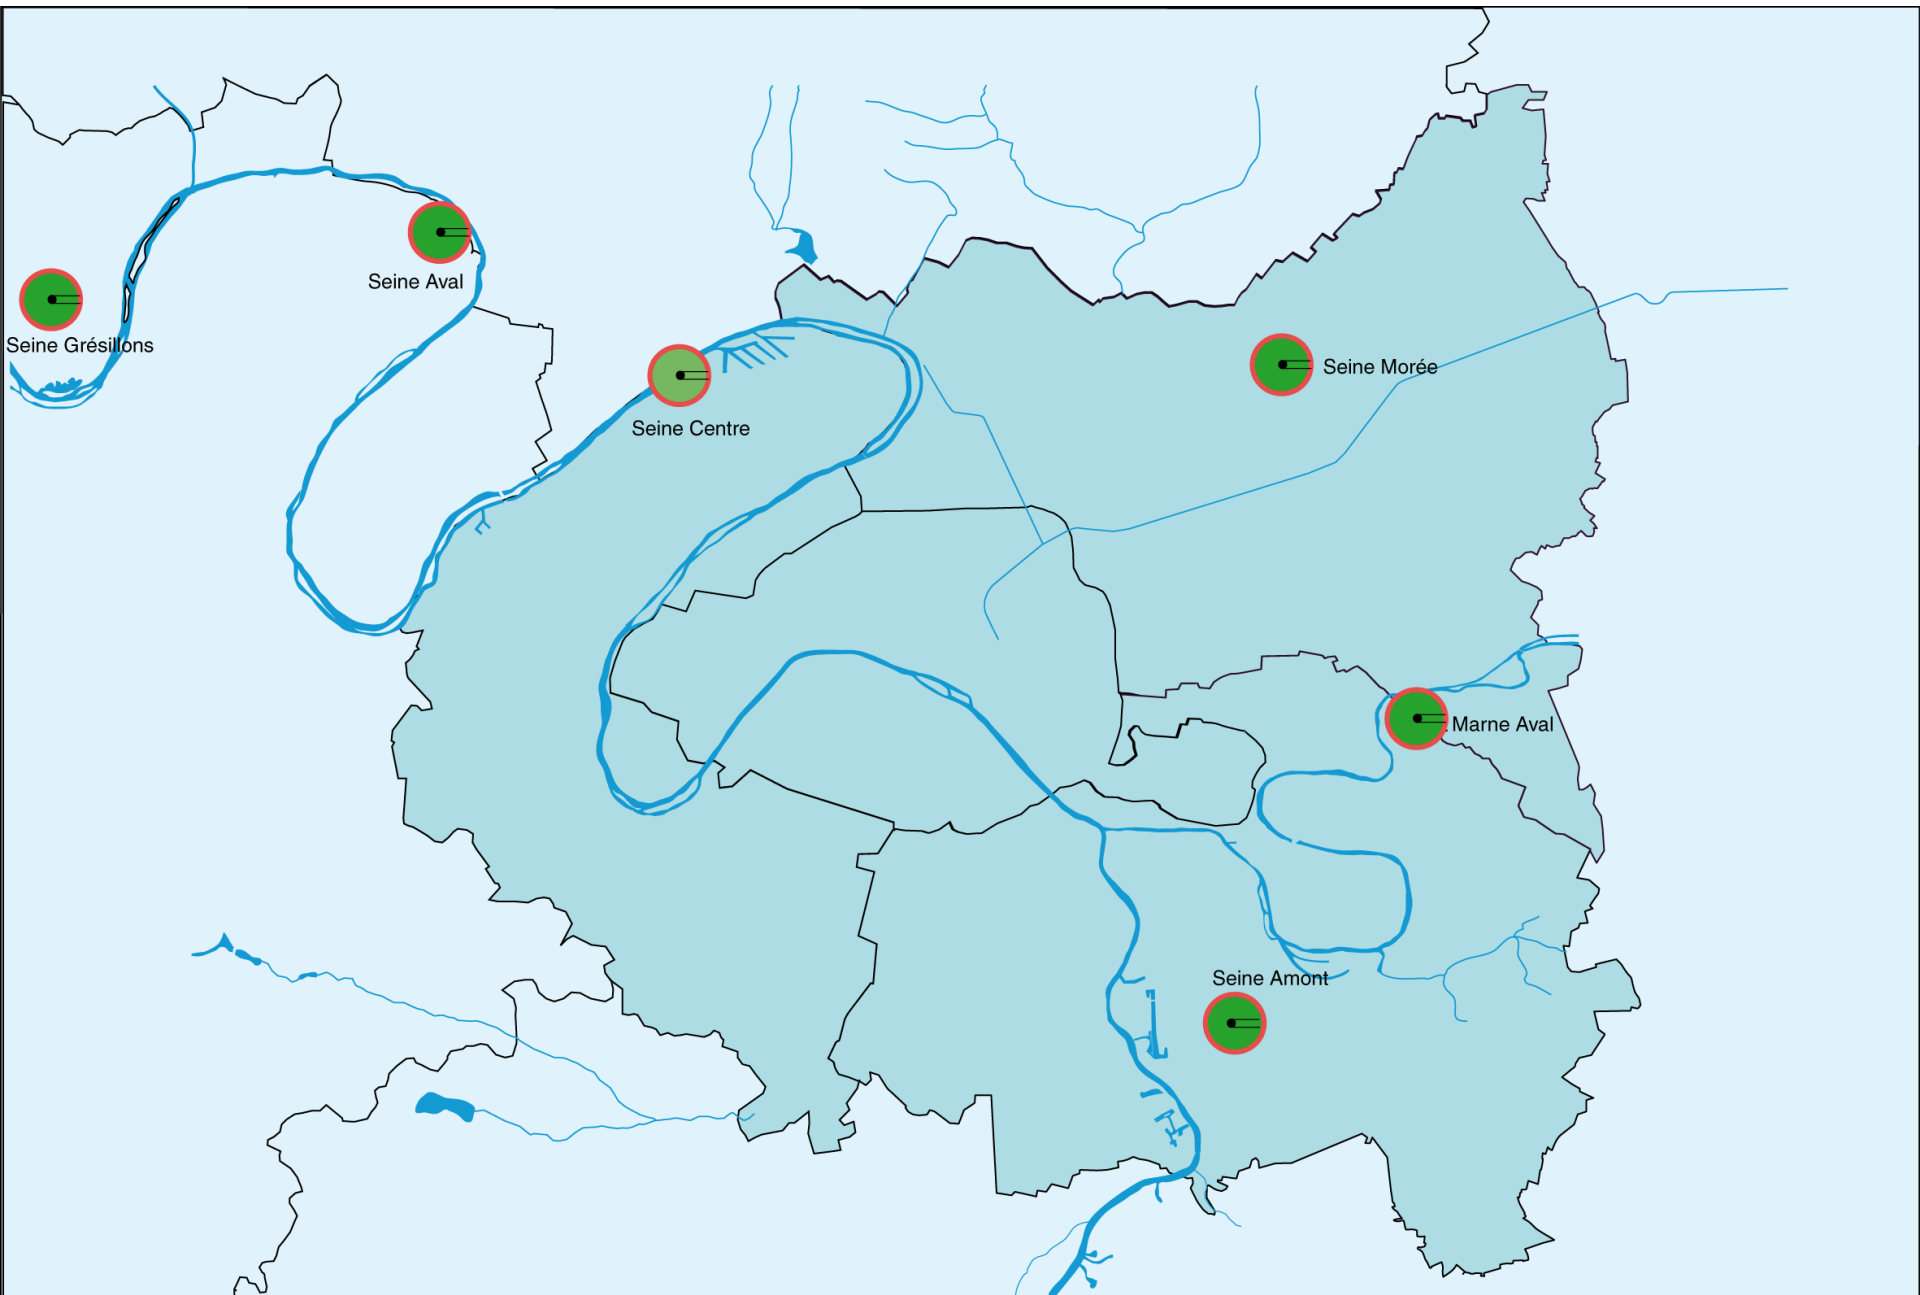 Seine Aval
Seine Grésillons
Seine Morée
Seine Centre
Marne Aval
Seine Amont